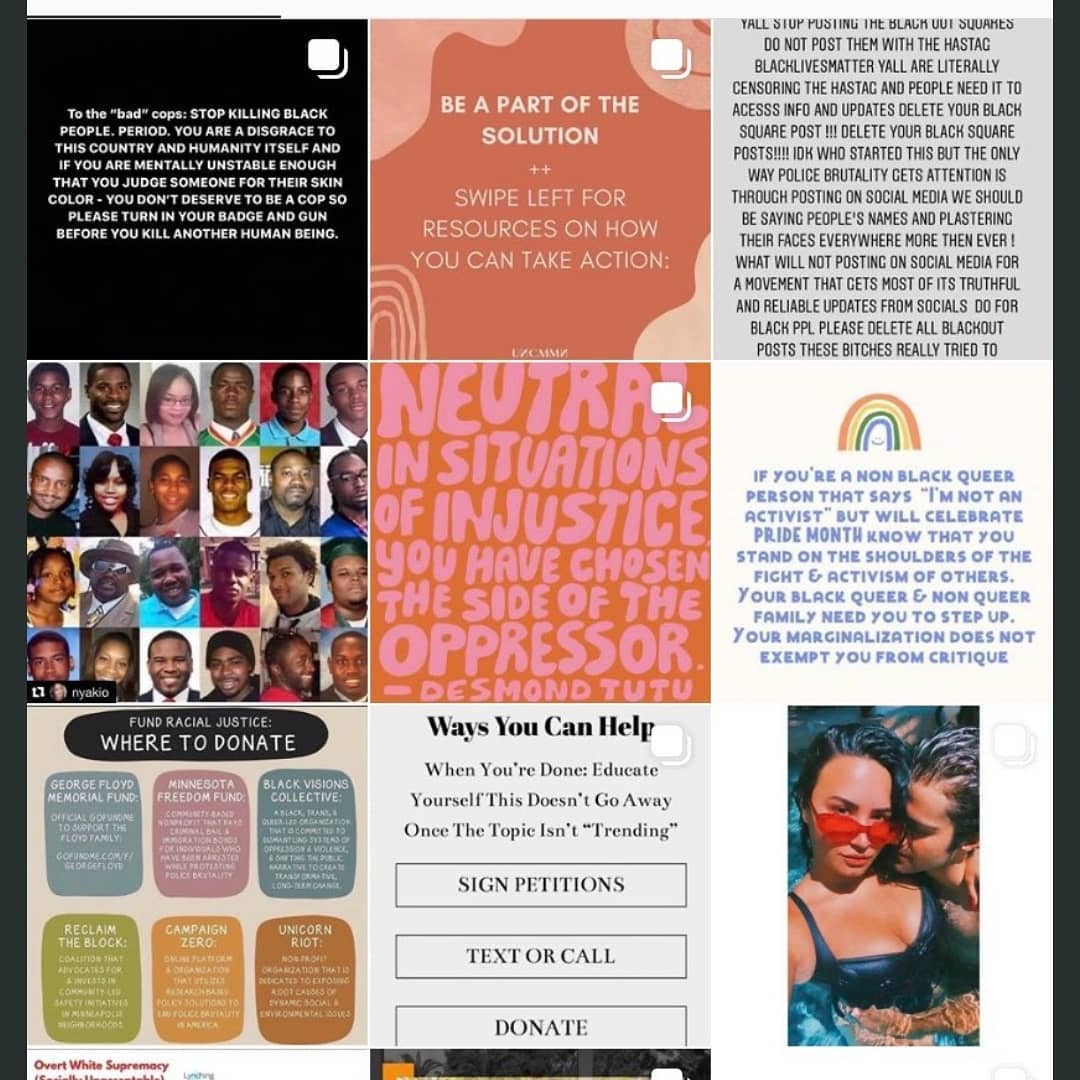 To the “bad” cops: STOP KILLING BLACK
PEOPLE. PERIOD. YOU ARE A DISGRACE TO
THIS COUNTRY AND HUMANITY ITSELF AND
IF YOU ARE MENTALLY UNSTABLE ENOUGH
THAT YOU JUDGE SOMEONE FOR THEIR SKIN
COLOR - YOU DON’T DESERVE TO BE A COP SO
PLEASE TURN IN YOUR BADGE AND GUN
BEFORE YOU KILL ANOTHER HUMAN BEING.
BE A PART OF THE
SOLUTION
++
SWIPE LEFT FOR
RESOURCES ON HOW
YOU CAN TAKE ACTION:
UNCMMN
YALL STOP POSTING THE BLACK OUT SQUARES
DO NOT POST THEM WITH THE HASTAG
BLACKLIVESMATTER YALL ARE LITERALLY
CENSORING THE HASTAG AND PEOPLE NEED IT TO
ACESSS INFO AND UPDATES DELETE YOUR BLACK
SQUARE POST !!! DELETE YOUR BLACK SQUARE
POSTS!!!! IDK WHO STARTED THIS BUT THE ONLY
WAY POLICE BRUTALITY GETS ATTENTION IS
THROUGH POSTING ON SOCIAL MEDIA WE SHOULD
BE SAYING PEOPLE'S NAMES AND PLASTERING
THEIR FACES EVERYWHERE MORE THEN EVER !
WHAT WILL NOT POSTING ON SOCIAL MEDIA FOR
A MOVEMENT THAT GETS MOST OF ITS TRUTHFUL
AND RELIABLE UPDATES FROM SOCIALS DO FOR
BLACK PPL PLEASE DELETE ALL BLACKOUT
POSTS THESE BITCHES REALLY TRIED TO
nyakio
NEUTRAL
IN SITUATIONS
OF INJUSTICE,
YOU HAVE CHOSEN
THE SIDE OF THE
OPPRESSOR.
— DESMOND TUTU
IF YOU'RE A NON BLACK QUEER
PERSON THAT SAYS "I'M NOT AN
ACTIVIST" BUT WILL CELEBRATE
PRIDE MONTH KNOW THAT YOU
STAND ON THE SHOULDERS OF THE
FIGHT & ACTIVISM OF OTHERS.
YOUR BLACK QUEER & NON QUEER
FAMILY NEED YOU TO STEP UP.
YOUR MARGINALIZATION DOES NOT
EXEMPT YOU FROM CRITIQUE
FUND RACIAL JUSTICE:
WHERE TO DONATE
GEORGE FLOYD
MEMORIAL FUND:
OFFICIAL GOFUNDME
TO SUPPORT THE
FLOYD FAMILY:
GOFUNDME.COM/F/
GEORGEFLOYD
MINNESOTA
FREEDOM FUND:
COMMUNITY-BASED
NONPROFIT THAT PAYS
CRIMINAL BAIL &
IMMIGRATION BONDS
FOR INDIVIDUALS WHO
HAVE BEEN ARRESTED
WHILE PROTESTING
POLICE BRUTALITY
BLACK VISIONS
COLLECTIVE:
A BLACK, TRANS, &
QUEER-LED ORGANIZATION
THAT IS COMMITTED TO
DISMANTLING SYSTEMS OF
OPPRESSION & VIOLENCE,
& SHIFTING THE PUBLIC
NARRATIVE TO CREATE
TRANSFORMATIVE,
LONG-TERM CHANGE.
RECLAIM
THE BLOCK:
COALITION THAT
ADVOCATES FOR
& INVESTS IN
COMMUNITY-LED
SAFETY INITIATIVES
IN MINNEAPOLIS
NEIGHBORHOODS
CAMPAIGN
ZERO:
ONLINE PLATFORM
& ORGANIZATION
THAT UTILIZES
RESEARCH-BASED
POLICY SOLUTIONS TO
END POLICE BRUTALITY
IN AMERICA.
UNICORN
RIOT:
NON-PROFIT
ORGANIZATION THAT IS
DEDICATED TO EXPOSING
ROOT CAUSES OF
DYNAMIC SOCIAL &
ENVIRONMENTAL ISSUES
Ways You Can Help
When You’re Done: Educate
Yourself This Doesn’t Go Away
Once The Topic Isn’t “Trending”
SIGN PETITIONS
TEXT OR CALL
DONATE
Overt White Supremacy
(Socially Unacceptable)
Lynching